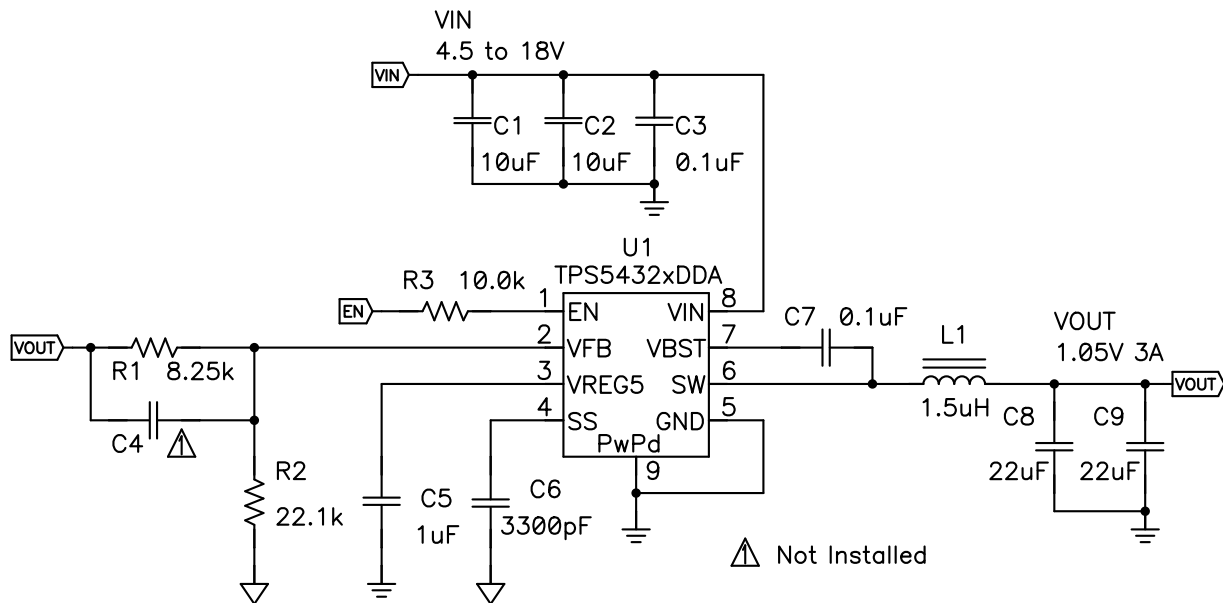 VIN
4.5 to 18V
VIN
C1
10uF
C2
10uF
C3
0.1uF
U1
TPS5432xDDA
R3 10.0k
EN
1
EN
VIN
8
VOUT
R1 8.25k
2
VFB
VBST
7
C7
0.1uF
3
VREG5
SW
6
L1
1.5uH
VOUT
1.05V 3A
VOUT
4
SS
GND
5
PwPd
9
C4
1
R2
22.1k
C5
1uF
C6
3300pF
C8
22uF
C9
22uF
1 Not Installed